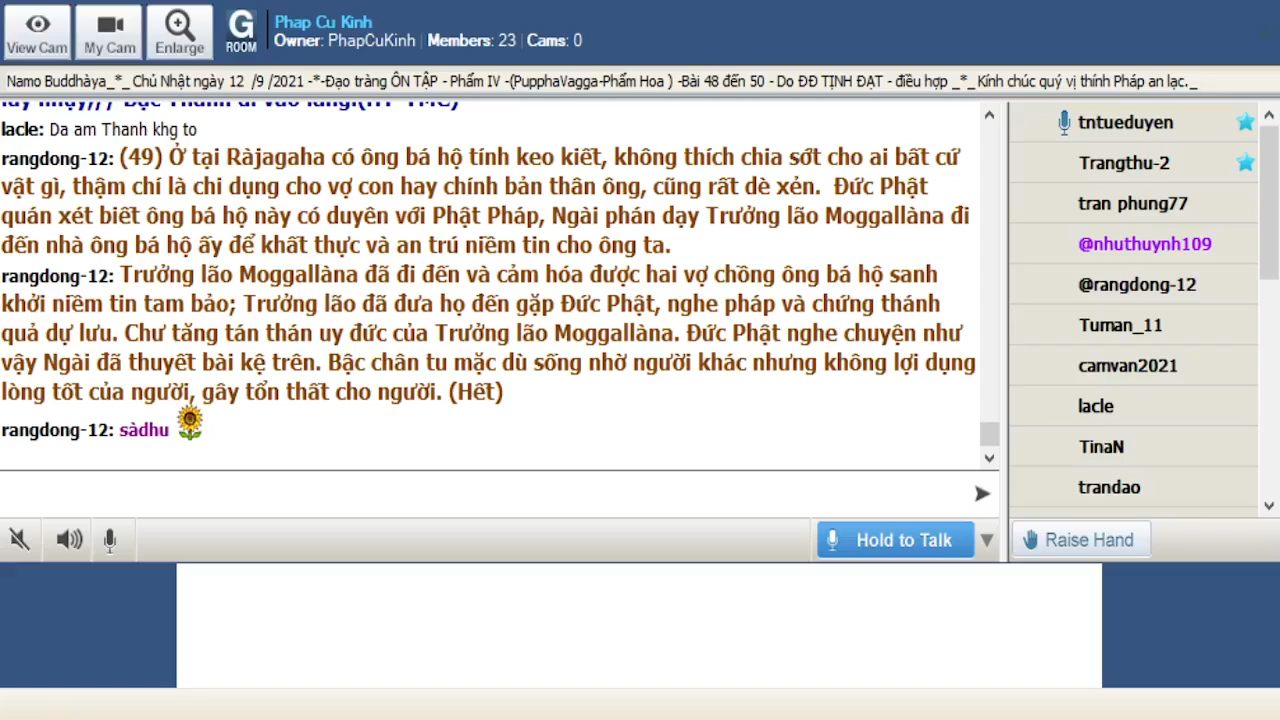 View Cam
My Cam
Enlarge
G
ROOM
Phap Cu Kinh
Owner: PhapCuKinh | Members: 23 | Cams: 0
Namo Buddhàya_*_ Chủ Nhật ngày 12 /9 /2021 -*-Đạo tràng ÔN TẬP - Phẩm IV -(PupphaVagga-Phẩm Hoa ) -Bài 48 đến 50 - Do ĐĐ TỊNH ĐẠT - điều hợp _*_ Kính chúc quý vị thính Pháp an lạc._
lacle: Da am Thanh khg to
rangdong-12: (49) Ở tại Ràjagaha có ông bá hộ tính keo kiết, không thích chia sớt cho ai bất cứ
vật gì, thậm chí là chi dụng cho vợ con hay chính bản thân ông, cũng rất dè xẻn. Đức Phật
quán xét biết ông bá hộ này có duyên với Phật Pháp, Ngài phán dạy Trưởng lão Moggallàna đi
đến nhà ông bá hộ ấy để khất thực và an trú niềm tin cho ông ta.
rangdong-12: Trưởng lão Moggallàna đã đi đến và cảm hóa được hai vợ chồng ông bá hộ sanh
khởi niềm tin tam bảo; Trưởng lão đã đưa họ đến gặp Đức Phật, nghe pháp và chứng thánh
quả dự lưu. Chư tăng tán thán uy đức của Trưởng lão Moggallàna. Đức Phật nghe chuyện như
vậy Ngài đã thuyết bài kệ trên. Bậc chân tu mặc dù sống nhờ người khác nhưng không lợi dụng
lòng tốt của người, gây tổn thất cho người. (Hết)
rangdong-12: sàdhu
tntueduyen
Trangthu-2
tran phung77
@nhuthuynh109
@rangdong-12
Tuman_11
camvan2021
lacle
TinaN
trandao
Hold to Talk
Raise Hand